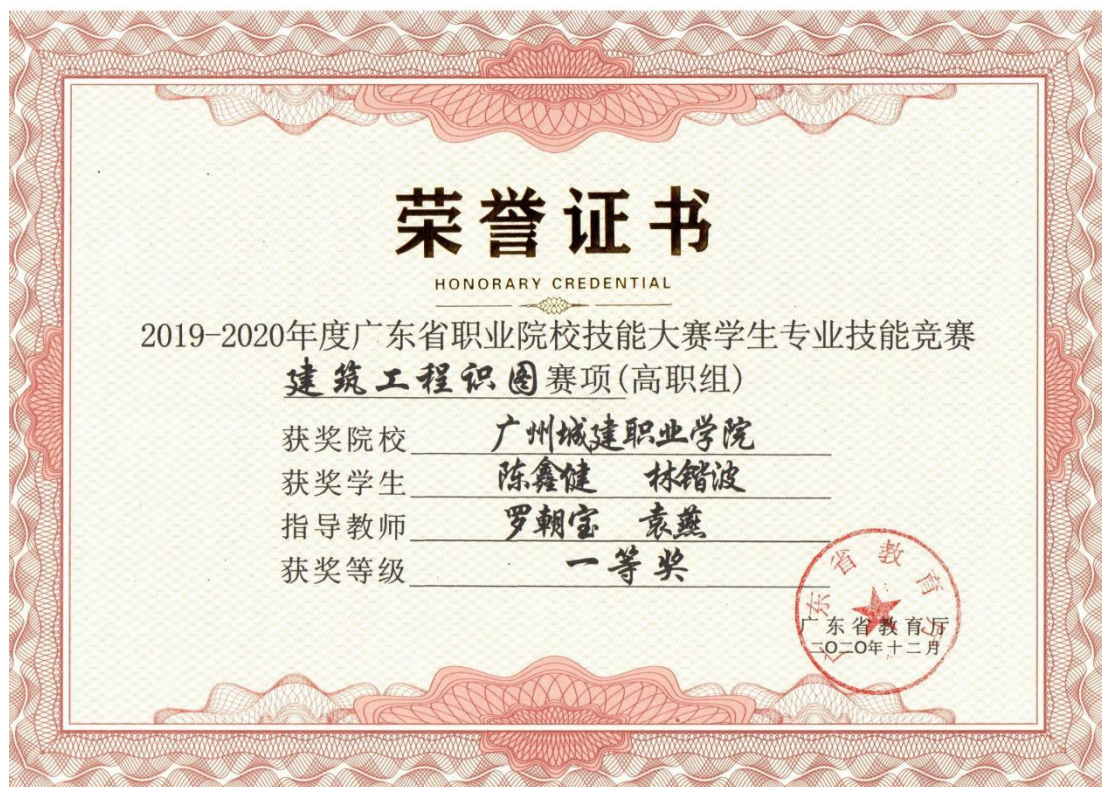 荣誉证书
HONORARY CREDENTIAL
2019-2020年度广东省职业院校技能大赛学生专业技能竞赛
建筑工程识图赛项(高职组)
获奖院校 广州城建职业学院
获奖学生 陈鑫健 林锴波
指导教师 罗朝宝 袁燕
获奖等级 一等奖
广东省教育厅
广东省教育厅
二〇二〇年十二月